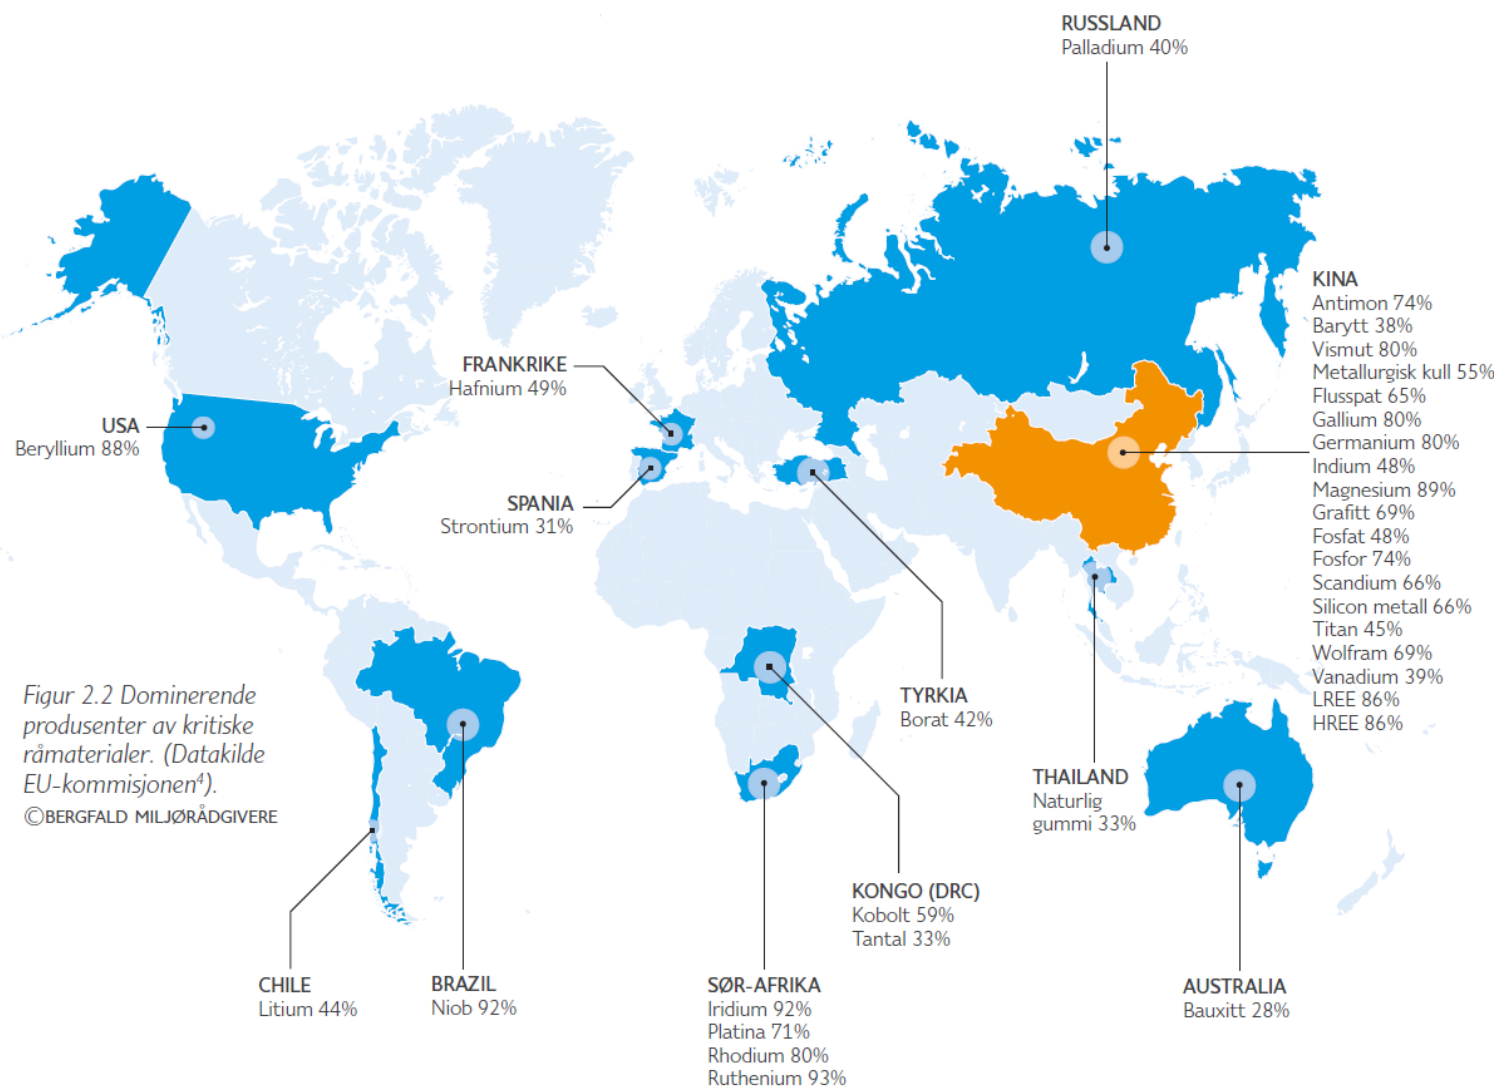 RUSSLAND
Palladium 40%
KINA
Antimon 74%
Barytt 38%
Vismut 80%
Metallurgisk kull 55%
Flusspat 65%
Gallium 80%
Germanium 80%
Indium 48%
Magnesium 89%
Grafitt 69%
Fosfat 48%
Fosfor 74%
Scandium 66%
Silicon metall 66%
Titan 45%
Wolfram 69%
Vanadium 39%
LREE 86%
HREE 86%
FRANKRIKE
Hafnium 49%
USA
Beryllium 88%
SPANIA
Strontium 31%
TYRKIA
Borat 42%
Figur 2.2 Dominerende
produsenter av kritiske
råmaterialer. (Datakilde
EU-kommisjonen⁴).
©BERGFALD MILJØRÅDGIVERE
THAILAND
Naturlig
gummi 33%
KONGO (DRC)
Kobolt 59%
Tantal 33%
CHILE
Litium 44%
BRAZIL
Niob 92%
SØR-AFRIKA
Iridium 92%
Platina 71%
Rhodium 80%
Ruthenium 93%
AUSTRALIA
Bauxitt 28%